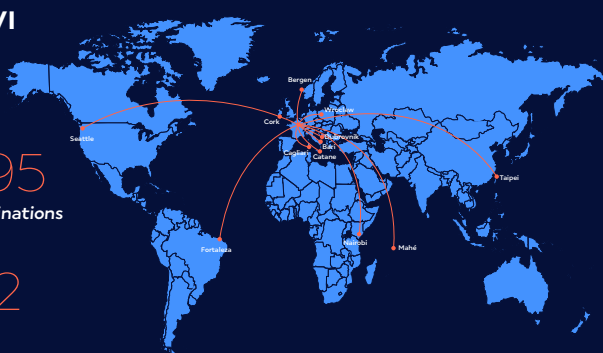 VI
Bergen
Wroclaw
Cork
Seattle
Dubrovnik
Bari
Cagliari
Catane
95
Taipei
inations
Nairobi
Mahé
Fortaleza
2